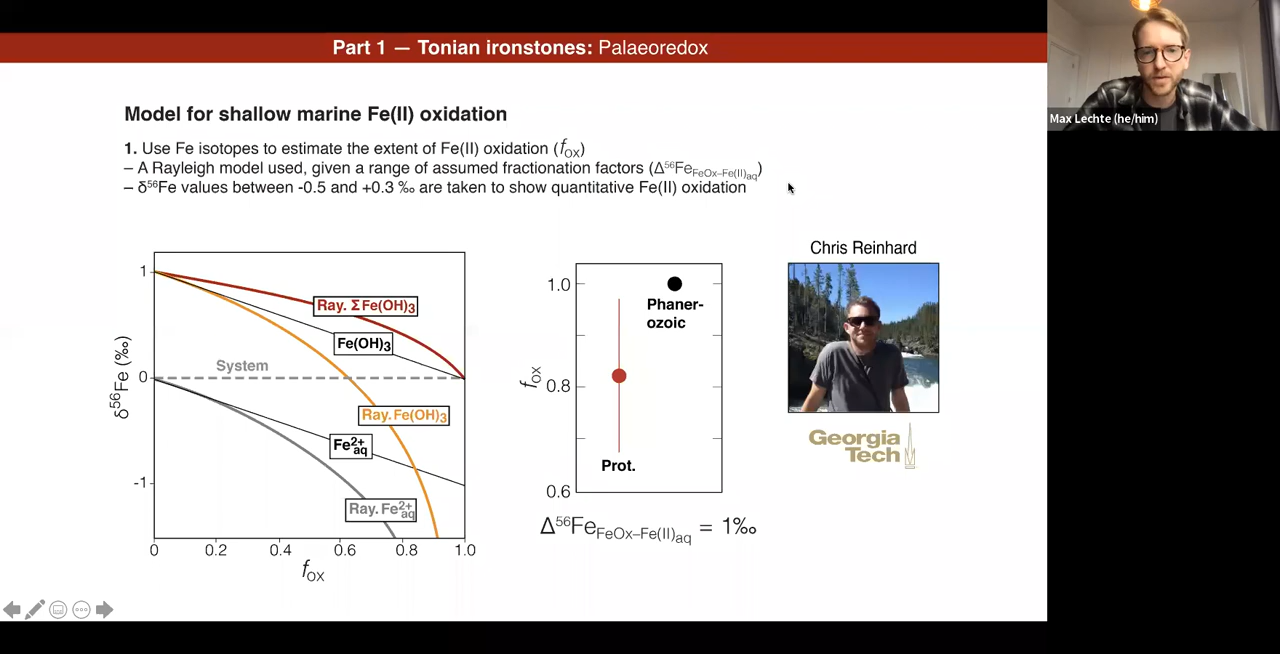 Part 1 — Tonian ironstones: Palaeoredox
Max Lechte (he/him)
Model for shallow marine Fe(II) oxidation
1. Use Fe isotopes to estimate the extent of Fe(II) oxidation (fOX)
– A Rayleigh model used, given a range of assumed fractionation factors (Δ56FeFeOx–Fe(II)aq)
– δ56Fe values between -0.5 and +0.3 ‰ are taken to show quantitative Fe(II) oxidation
δ56Fe (‰)
1
0
-1
Ray. ΣFe(OH)3
Fe(OH)3
System
Ray. Fe(OH)3
Fe2+aq
Ray. Fe2+aq
0 0.2 0.4 0.6 0.8 1.0
fOX
fOX
1.0
0.8
0.6
Phaner-
ozoic
Prot.
Δ56FeFeOx–Fe(II)aq = 1‰
Chris Reinhard
Georgia
Tech